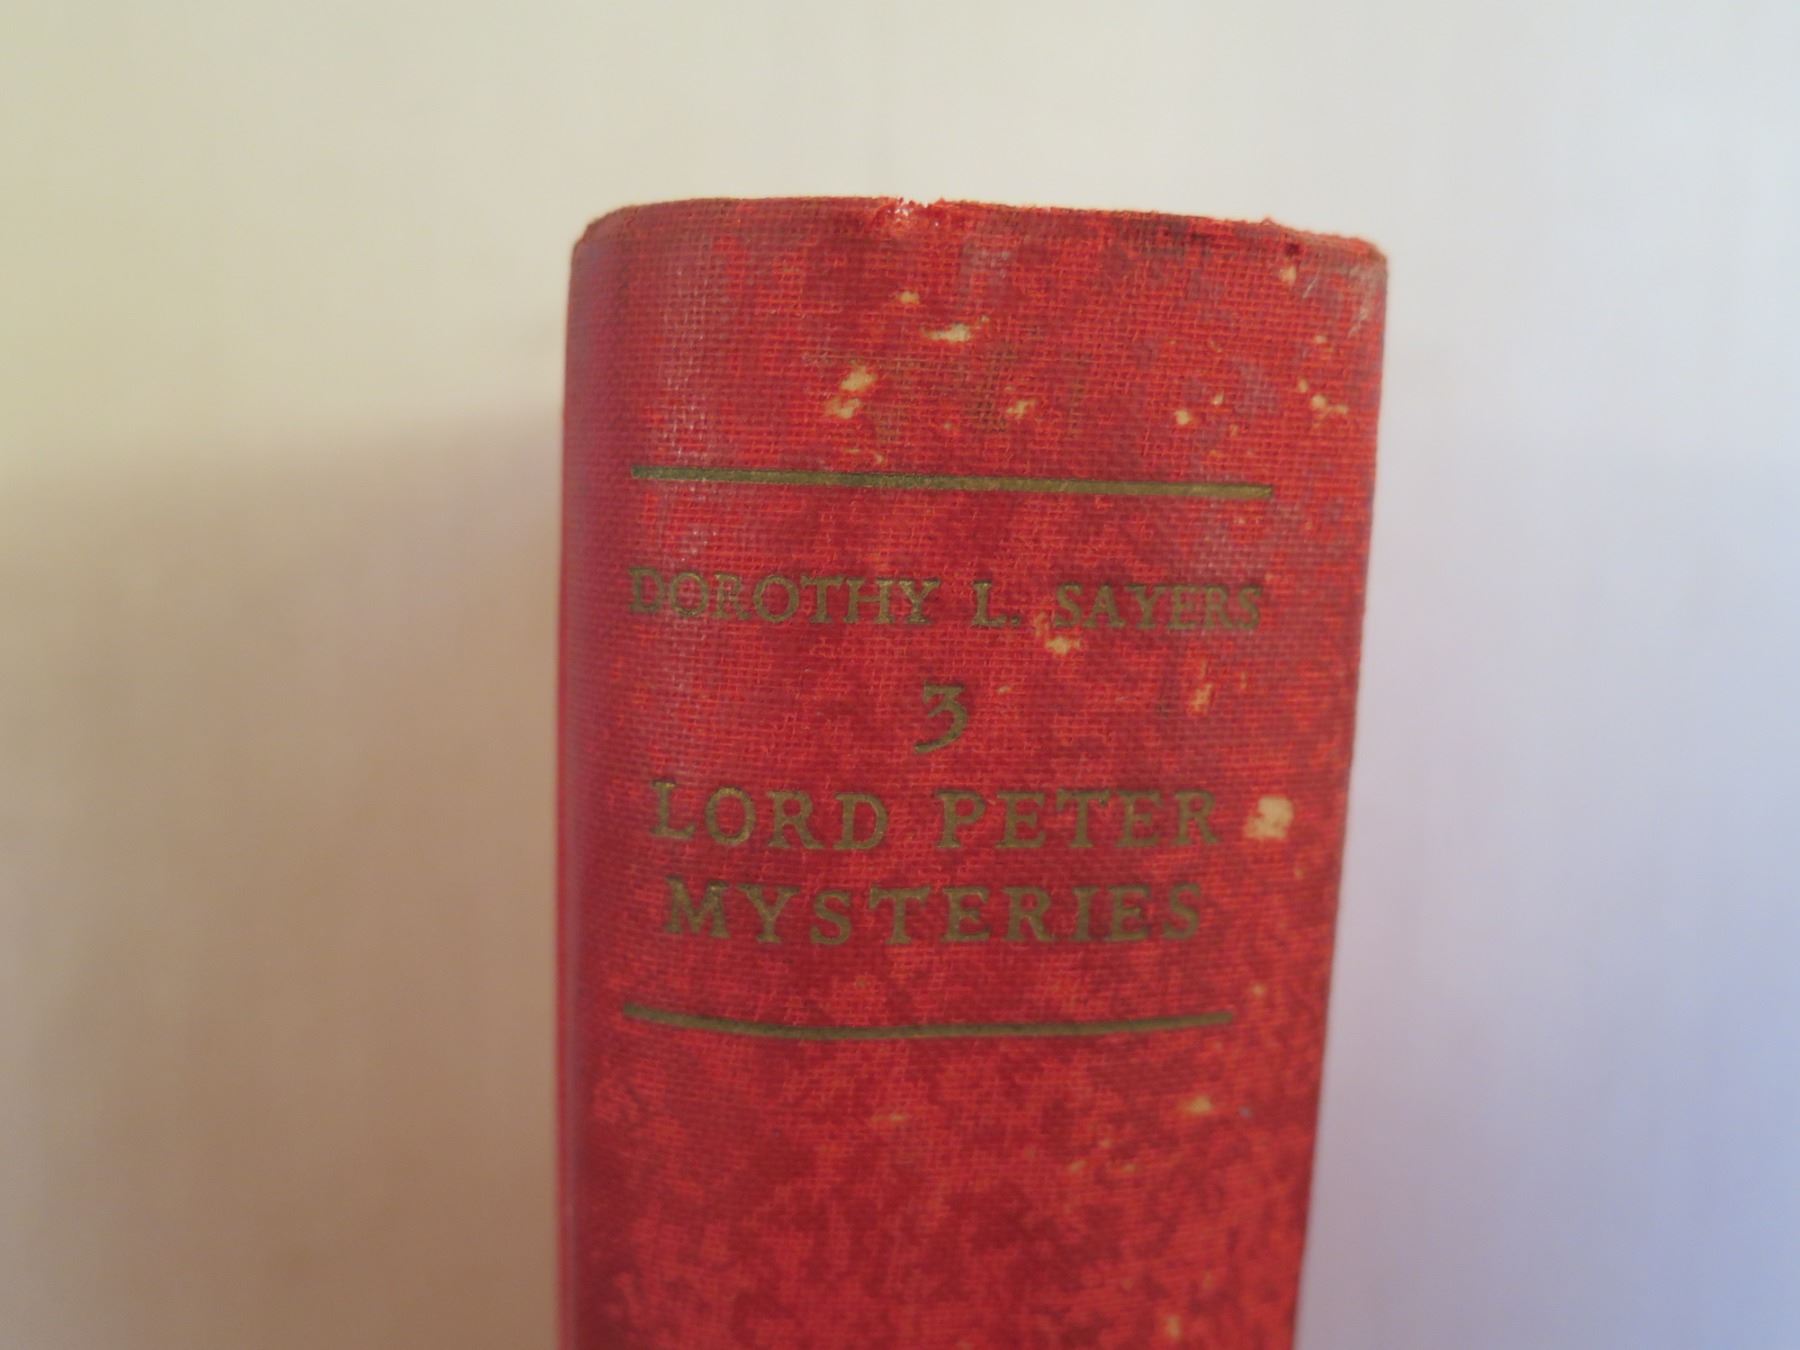 DOROTHY L. SAYERS
3
LORD PETER
MYSTERIES